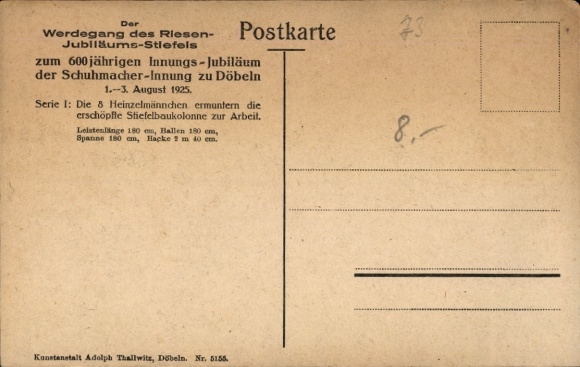 Der
Werdegang des Riesen-
Jubiläums-Stiefels
zum 600jährigen Innungs-Jubiläum
der Schuhmacher-Innung zu Döbeln
1.--3. August 1925.
Serie I: Die 8 Heinzelmännchen ermuntern die
erschöpfte Stiefelbaukolonne zur Arbeit.
Leistenlänge 180 cm, Ballen 180 cm,
Spanne 180 cm, Hacke 2 m 40 cm.
Postkarte
73
8.-
Kunstanstalt Adolph Thallwitz, Döbeln. Nr. 5155.